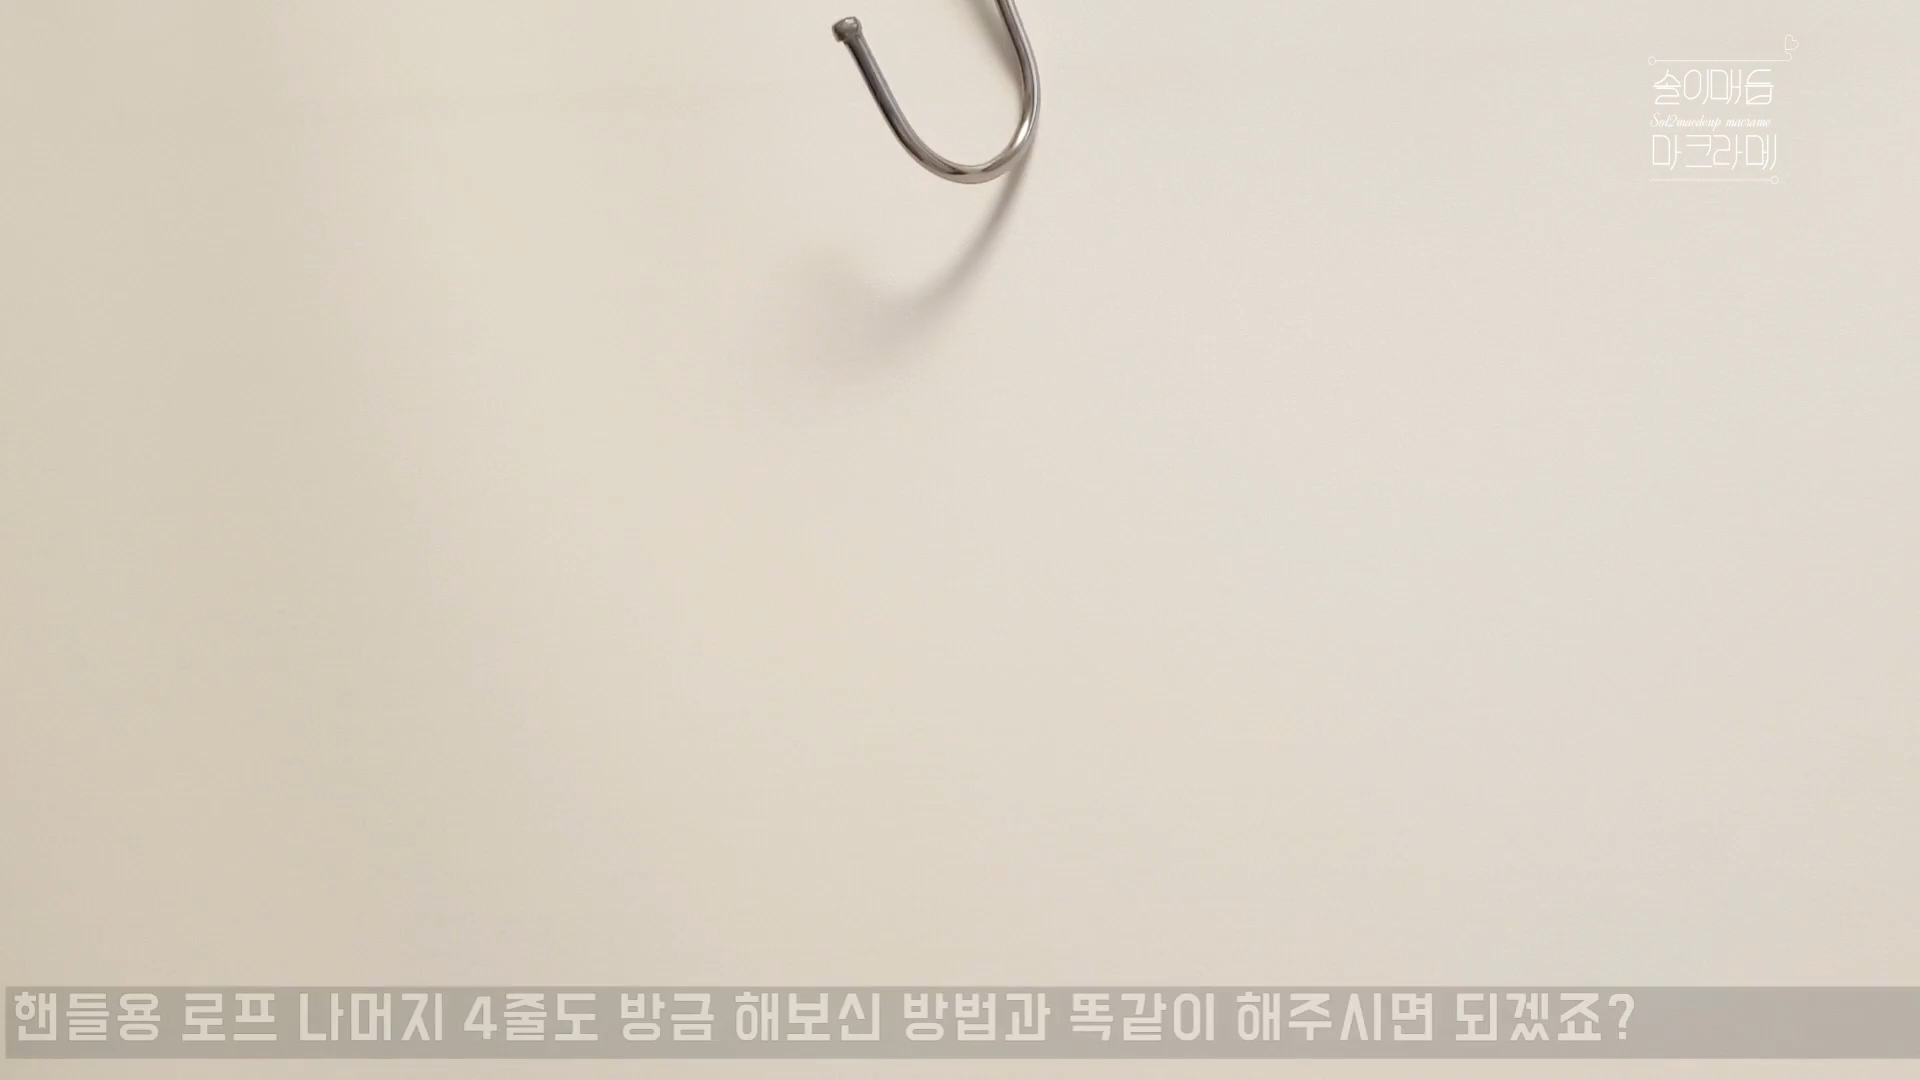 솔이매듭
Sol2maedeup macrame
마크라메
핸들용 로프 나머지 4줄도 방금 해보신 방법과 똑같이 해주시면 되겠죠?